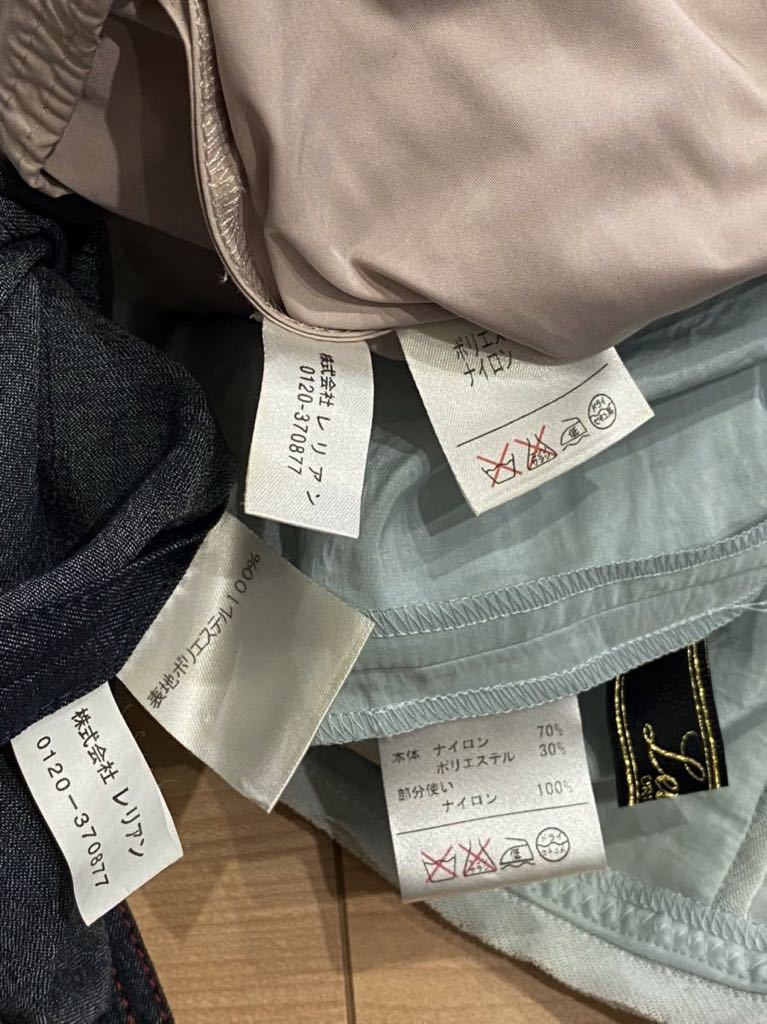 株式会社 レリアン
0120-370877
ポリエス
ナイロン
表地ポリエステル100%
株式会社 レリアン
0120-370877
本体 ナイロン 70%
ポリエステル 30%
部分使い
ナイロン 100%
ドライ